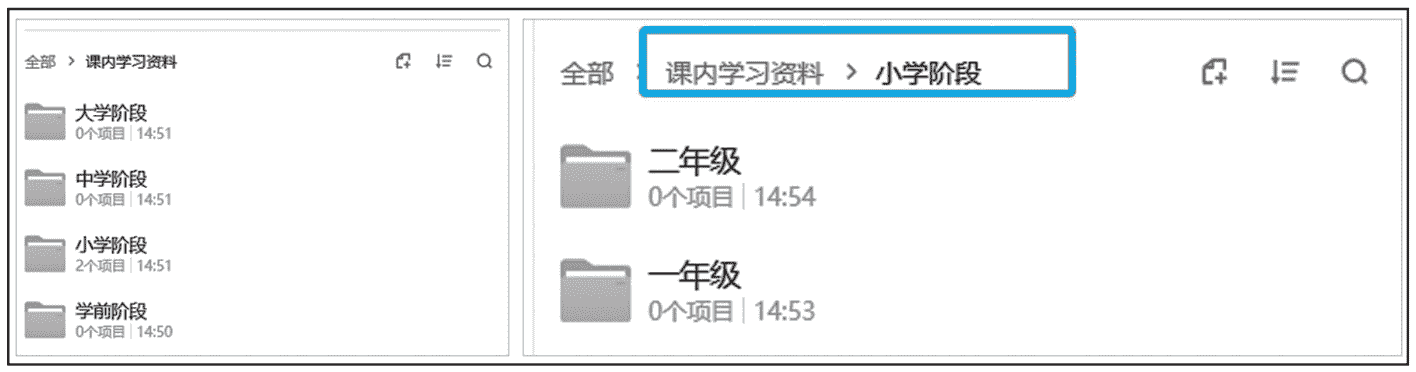 全部 > 课内学习资料
大学阶段
0个项目 | 14:51
中学阶段
0个项目 | 14:51
小学阶段
2个项目 | 14:51
学前阶段
0个项目 | 14:50
全部 > 课内学习资料 > 小学阶段
二年级
0个项目 | 14:54
一年级
0个项目 | 14:53